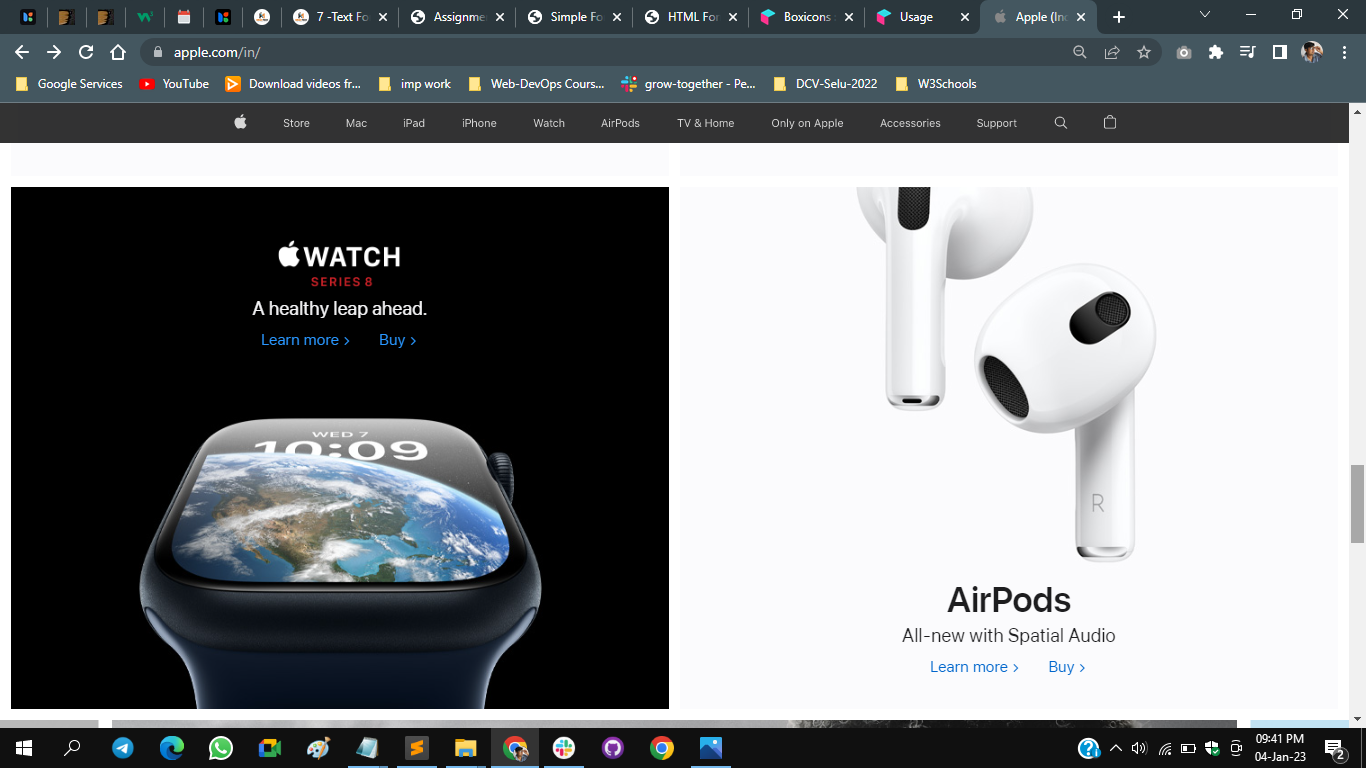 7 -Text Fo
Assignme
Simple Fo
HTML For
Boxicons
Usage
Apple (In
apple.com/in/
Google Services
YouTube
Download videos fr...
imp work
Web-DevOps Cours...
grow-together - Pe...
DCV-Selu-2022
W3Schools
Store Mac iPad iPhone Watch AirPods TV & Home Only on Apple Accessories Support
WATCH
SERIES 8
A healthy leap ahead.
Learn more > Buy >
WED 7
10:09
R
AirPods
All-new with Spatial Audio
Learn more > Buy >
09:41 PM
04-Jan-23
2